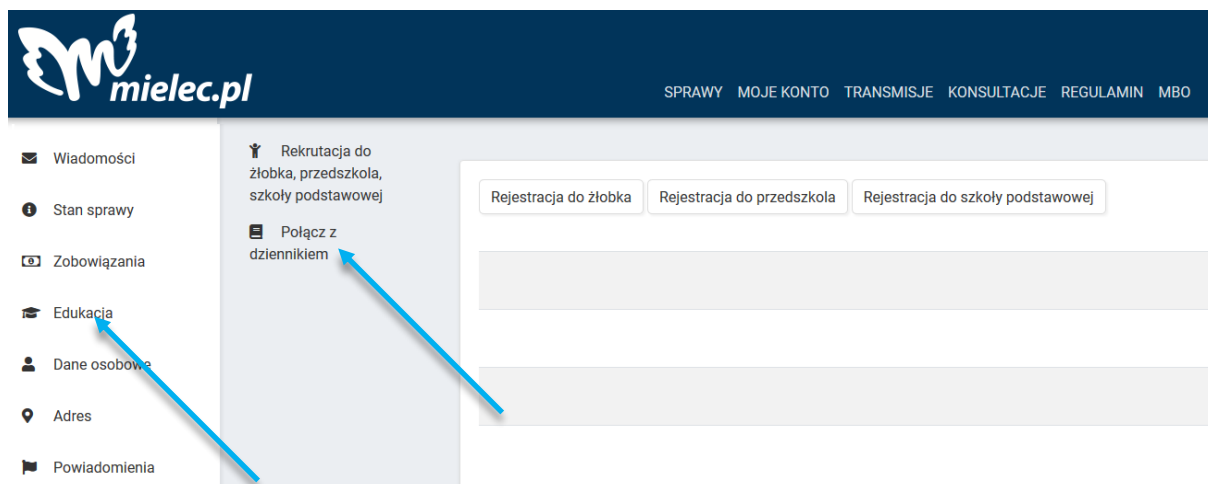 mielec.pl
SPRAWY MOJE KONTO TRANSMISJE KONSULTACJE REGULAMIN MBO
Wiadomości
Stan sprawy
Zobowiązania
Edukacja
Dane osobowe
Adres
Powiadomienia
Rekrutacja do
żłobka, przedszkola,
szkoły podstawowej
Połącz z
dziennikiem
Rejestracja do żłobka Rejestracja do przedszkola Rejestracja do szkoły podstawowej